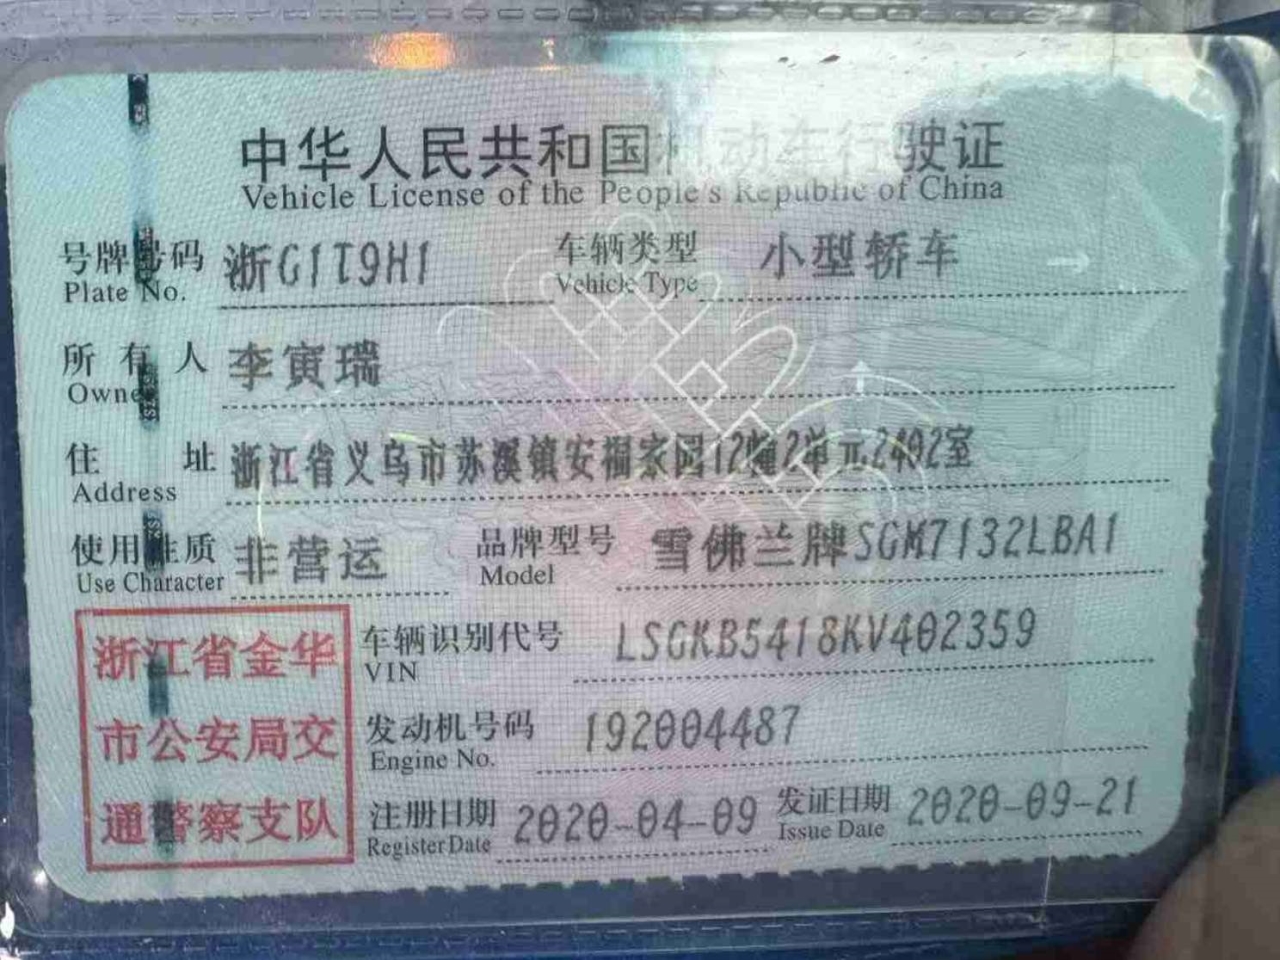 中华人民共和国机动车行驶证
Vehicle License of the People's Republic of China
号牌号码 浙G1T9H1 车辆类型 小型轿车
Plate No. Vehicle Type
所有人 李寅瑞
Owner
住址 浙江省义乌市苏溪镇安福家园12幢2单元2402室
Address
使用性质 非营运 品牌型号 雪佛兰牌SGM7132LBA1
Use Character Model
浙江省金华
市公安局交
通警察支队
车辆识别代号 LSGKB5418KV402359
VIN
发动机号码 192004487
Engine No.
注册日期 2020-04-09 发证日期 2020-09-21
Register Date Issue Date